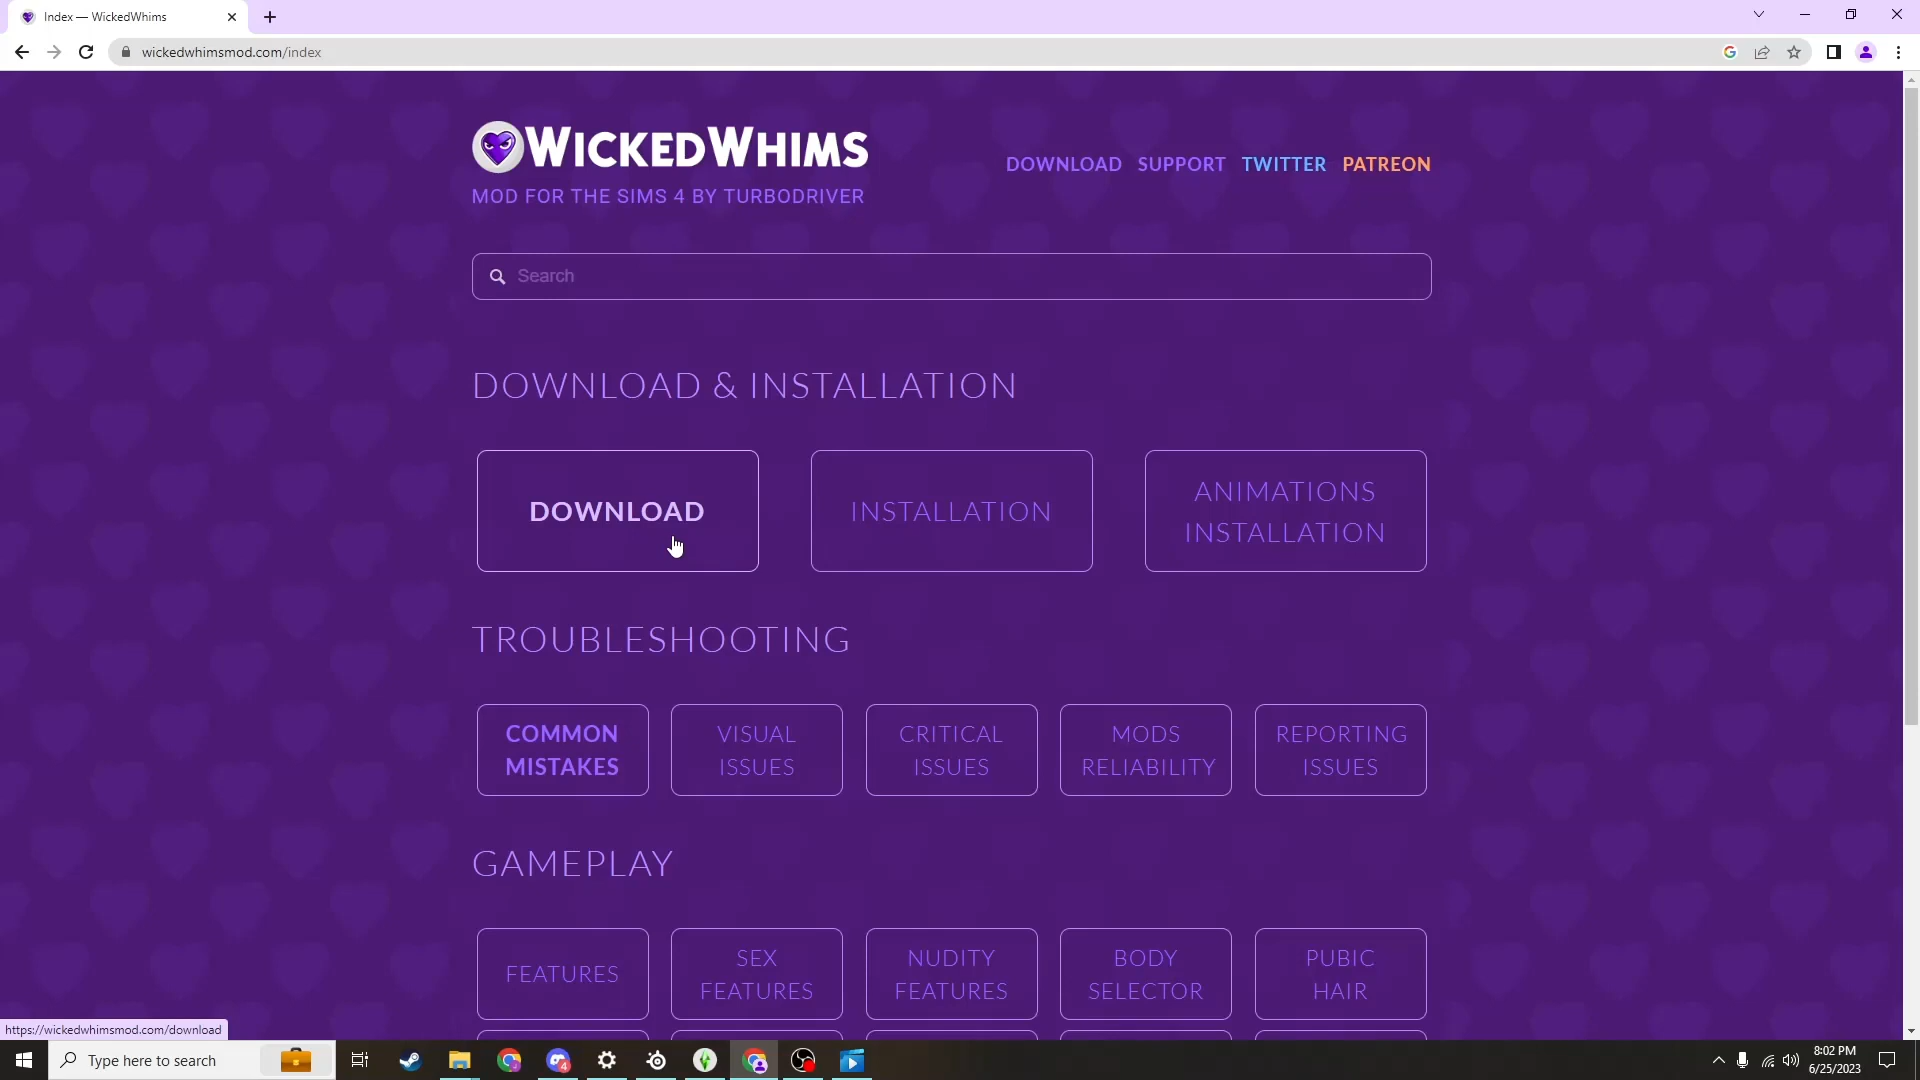 Index — WickedWhims
wickedwhimsmod.com/index
WICKEDWHIMS
MOD FOR THE SIMS 4 BY TURBODRIVER
DOWNLOAD SUPPORT TWITTER PATREON
Search
DOWNLOAD & INSTALLATION
DOWNLOAD
INSTALLATION
ANIMATIONS
INSTALLATION
TROUBLESHOOTING
COMMON
MISTAKES
VISUAL
ISSUES
CRITICAL
ISSUES
MODS
RELIABILITY
REPORTING
ISSUES
GAMEPLAY
FEATURES
SEX
FEATURES
NUDITY
FEATURES
BODY
SELECTOR
PUBIC
HAIR
https://wickedwhimsmod.com/download
Type here to search
4
8:02 PM
6/25/2023